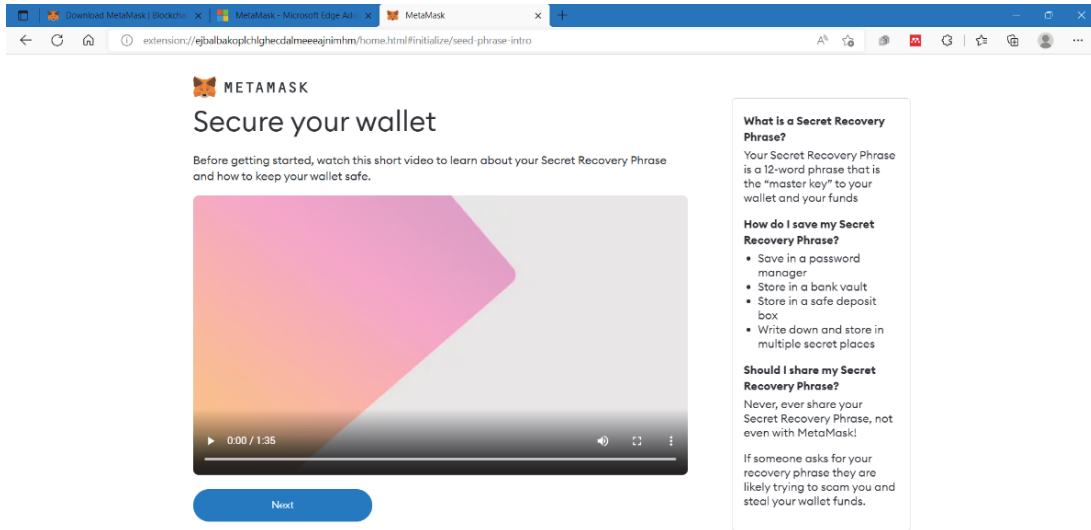 Download MetaMask | Blockcha
MetaMask - Microsoft Edge Ad
MetaMask
extension://ejbalbakoplchlghecdalmeeeajnimhm/home.html#initialize/seed-phrase-intro
METAMASK
Secure your wallet
Before getting started, watch this short video to learn about your Secret Recovery Phrase
and how to keep your wallet safe.
0:00 / 1:35
Next
What is a Secret Recovery
Phrase?
Your Secret Recovery Phrase
is a 12-word phrase that is
the “master key” to your
wallet and your funds
How do I save my Secret
Recovery Phrase?
• Save in a password
manager
• Store in a bank vault
• Store in a safe deposit
box
• Write down and store in
multiple secret places
Should I share my Secret
Recovery Phrase?
Never, ever share your
Secret Recovery Phrase, not
even with MetaMask!
If someone asks for your
recovery phrase they are
likely trying to scam you and
steal your wallet funds.